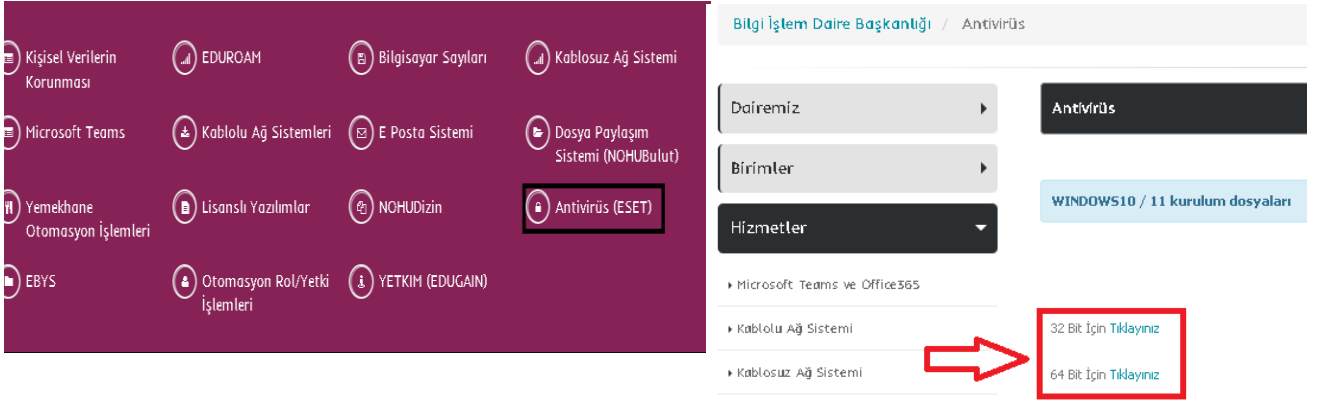 Kişisel Verilerin
Korunması
EDUROAM
Bilgisayar Sayıları
Kablosuz Ağ Sistemi
Microsoft Teams
Kablolu Ağ Sistemleri
E Posta Sistemi
Dosya Paylaşım
Sistemi (NOHUBulut)
Yemekhane
Otomasyon İşlemleri
Lisanslı Yazılımlar
NOHUDizin
Antivirüs (ESET)
EBYS
Otomasyon Rol/Yetki
İşlemleri
YETKIM (EDUGAIN)
Bilgi İşlem Daire Başkanlığı / Antivirüs
Dairemiz
Birimler
Hizmetler
Microsoft Teams ve Office365
Kablolu Ağ Sistemi
Kablosuz Ağ Sistemi
Antivirüs
WINDOWS10 / 11 kurulum dosyaları
32 Bit İçin Tıklayınız
64 Bit İçin Tıklayınız